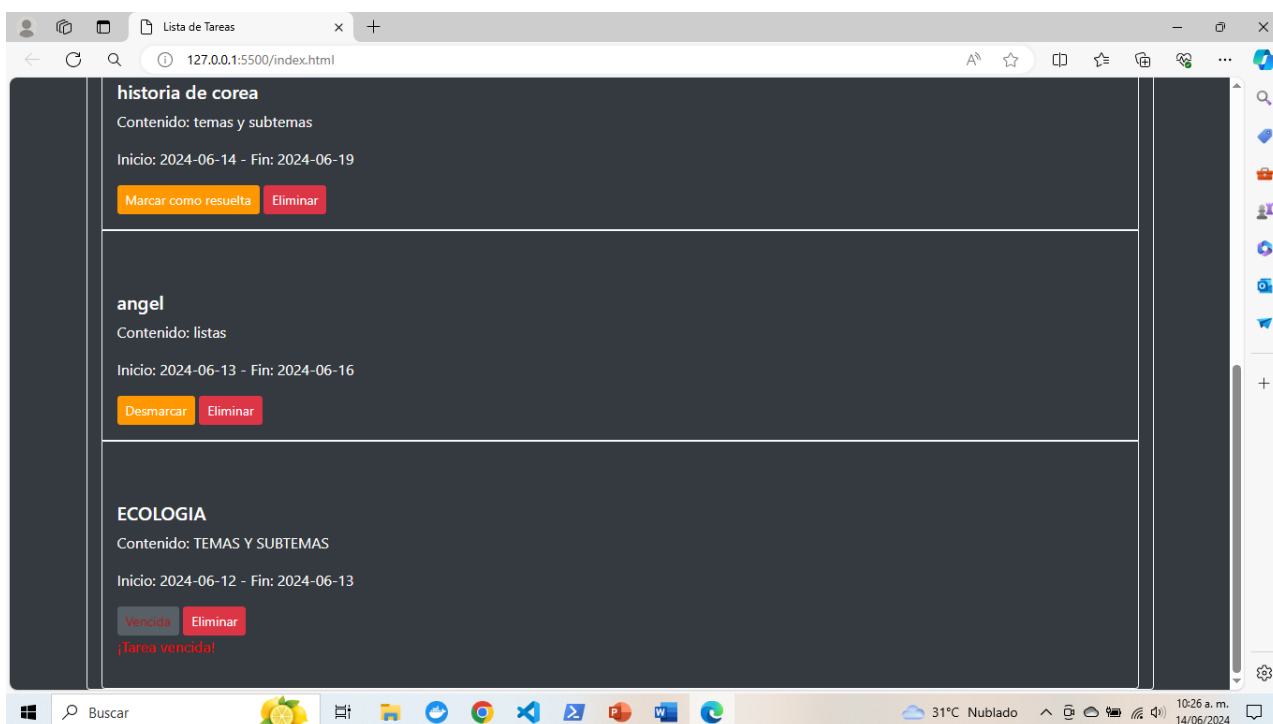 Lista de Tareas
127.0.0.1:5500/index.html
historia de corea
Contenido: temas y subtemas
Inicio: 2024-06-14 - Fin: 2024-06-19
Marcar como resuelta Eliminar
angel
Contenido: listas
Inicio: 2024-06-13 - Fin: 2024-06-16
Desmarcar Eliminar
ECOLOGIA
Contenido: TEMAS Y SUBTEMAS
Inicio: 2024-06-12 - Fin: 2024-06-13
Vencida Eliminar
¡Tarea vencida!
Buscar
31°C Nublado
10:26 a. m.
14/06/2024